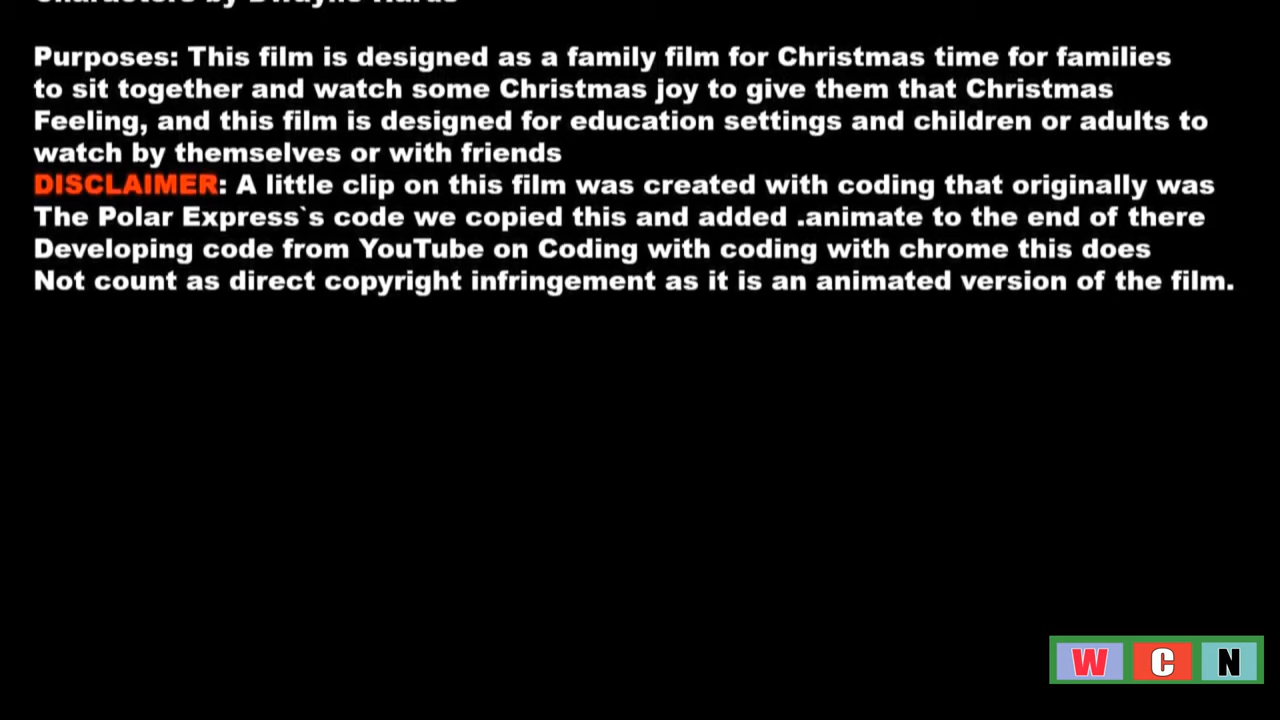 Characters by Dwayne
Purposes: This film is designed as a family film for Christmas time for families
to sit together and watch some Christmas joy to give them that Christmas
Feeling, and this film is designed for education settings and children or adults to
watch by themselves or with friends
DISCLAIMER: A little clip on this film was created with coding that originally was
The Polar Express`s code we copied this and added .animate to the end of there
Developing code from YouTube on Coding with coding with chrome this does
Not count as direct copyright infringement as it is an animated version of the film.
W C N